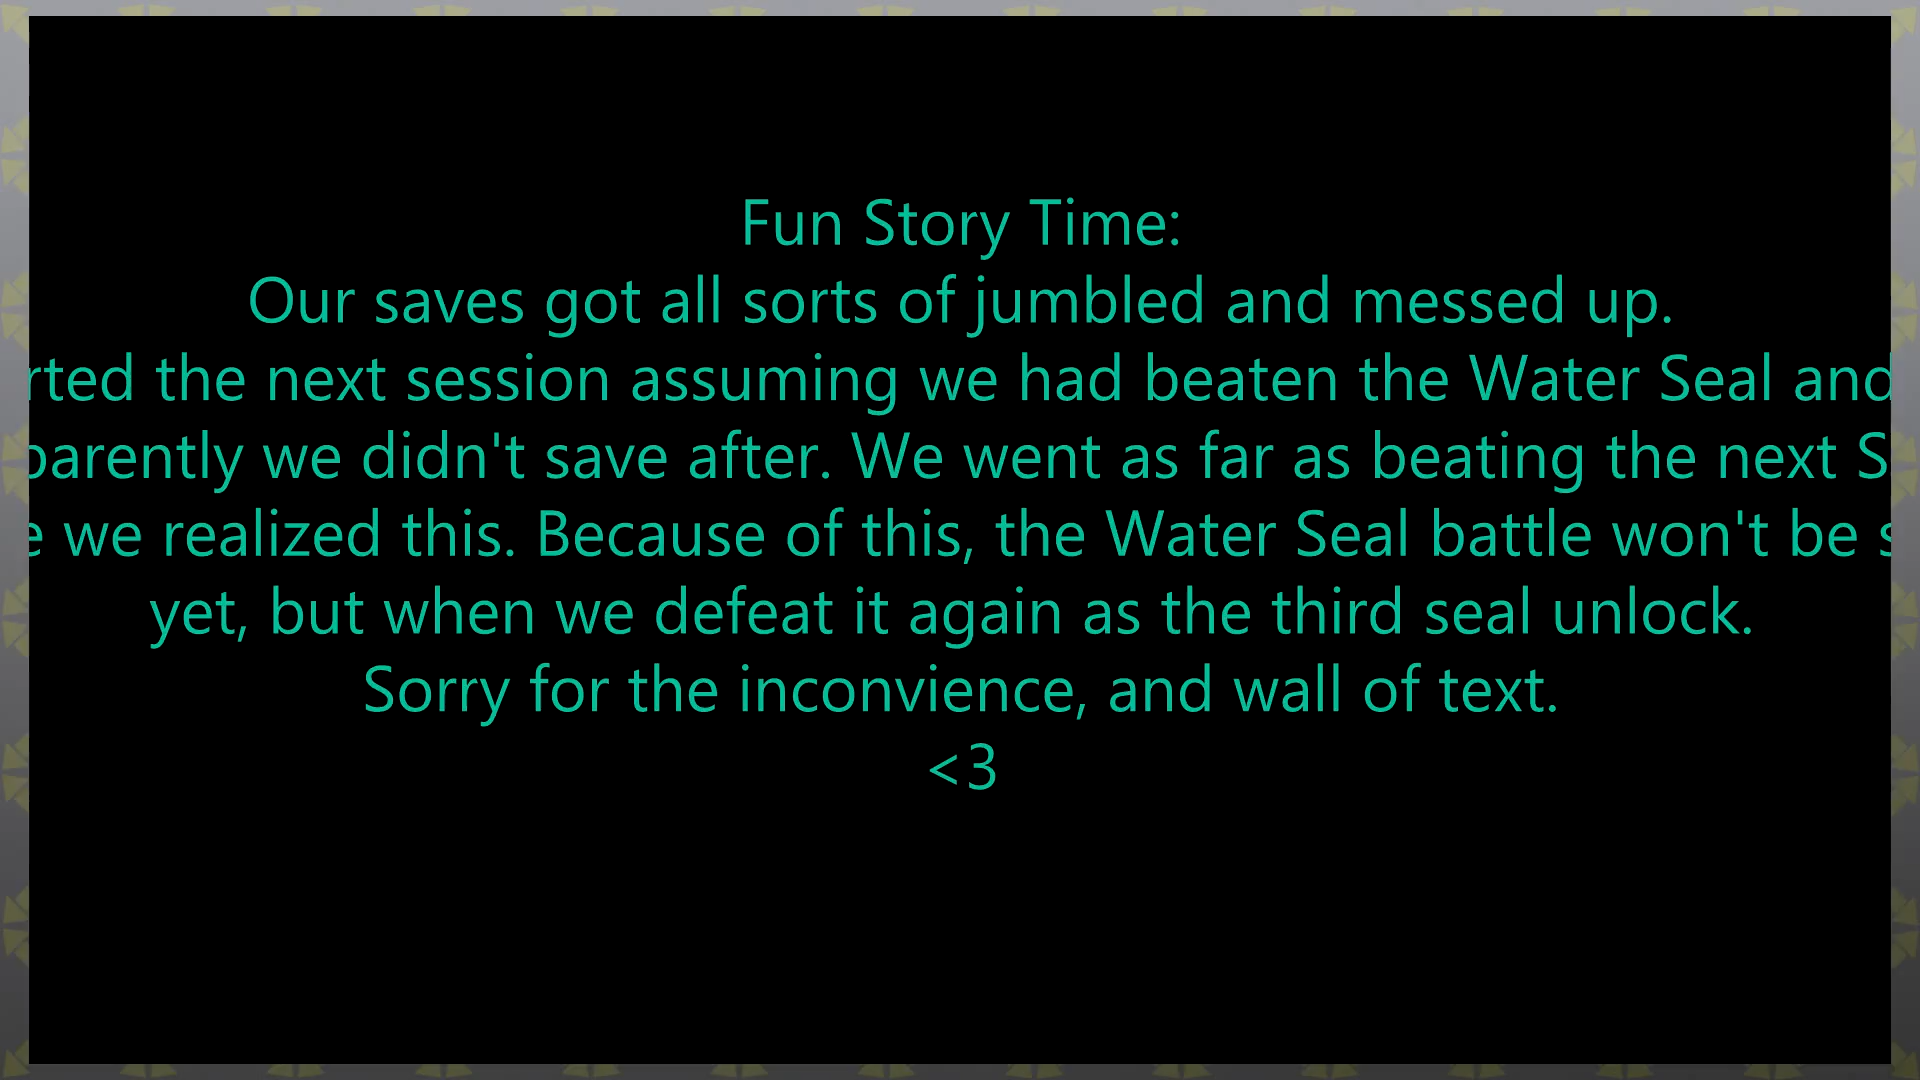 Fun Story Time:
Our saves got all sorts of jumbled and messed up.
the next session assuming we had beaten the Water Seal and
we didn't save after. We went as far as beating the next
we realized this. Because of this, the Water Seal battle won't be
yet, but when we defeat it again as the third seal unlock.
Sorry for the inconvience, and wall of text.
<3